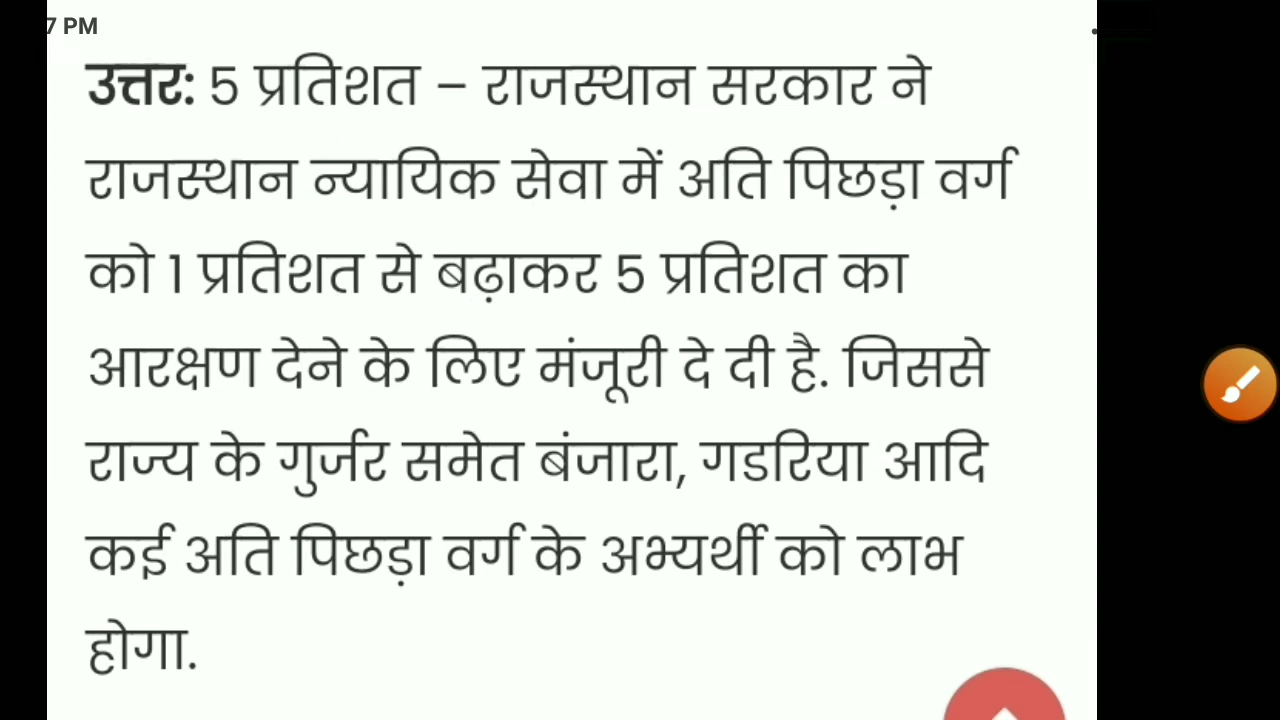 7 PM
उत्तर: 5 प्रतिशत – राजस्थान सरकार ने
राजस्थान न्यायिक सेवा में अति पिछड़ा वर्ग
को 1 प्रतिशत से बढ़ाकर 5 प्रतिशत का
आरक्षण देने के लिए मंजूरी दे दी है. जिससे
राज्य के गुर्जर समेत बंजारा, गडरिया आदि
कई अति पिछड़ा वर्ग के अभ्यर्थी को लाभ
होगा.